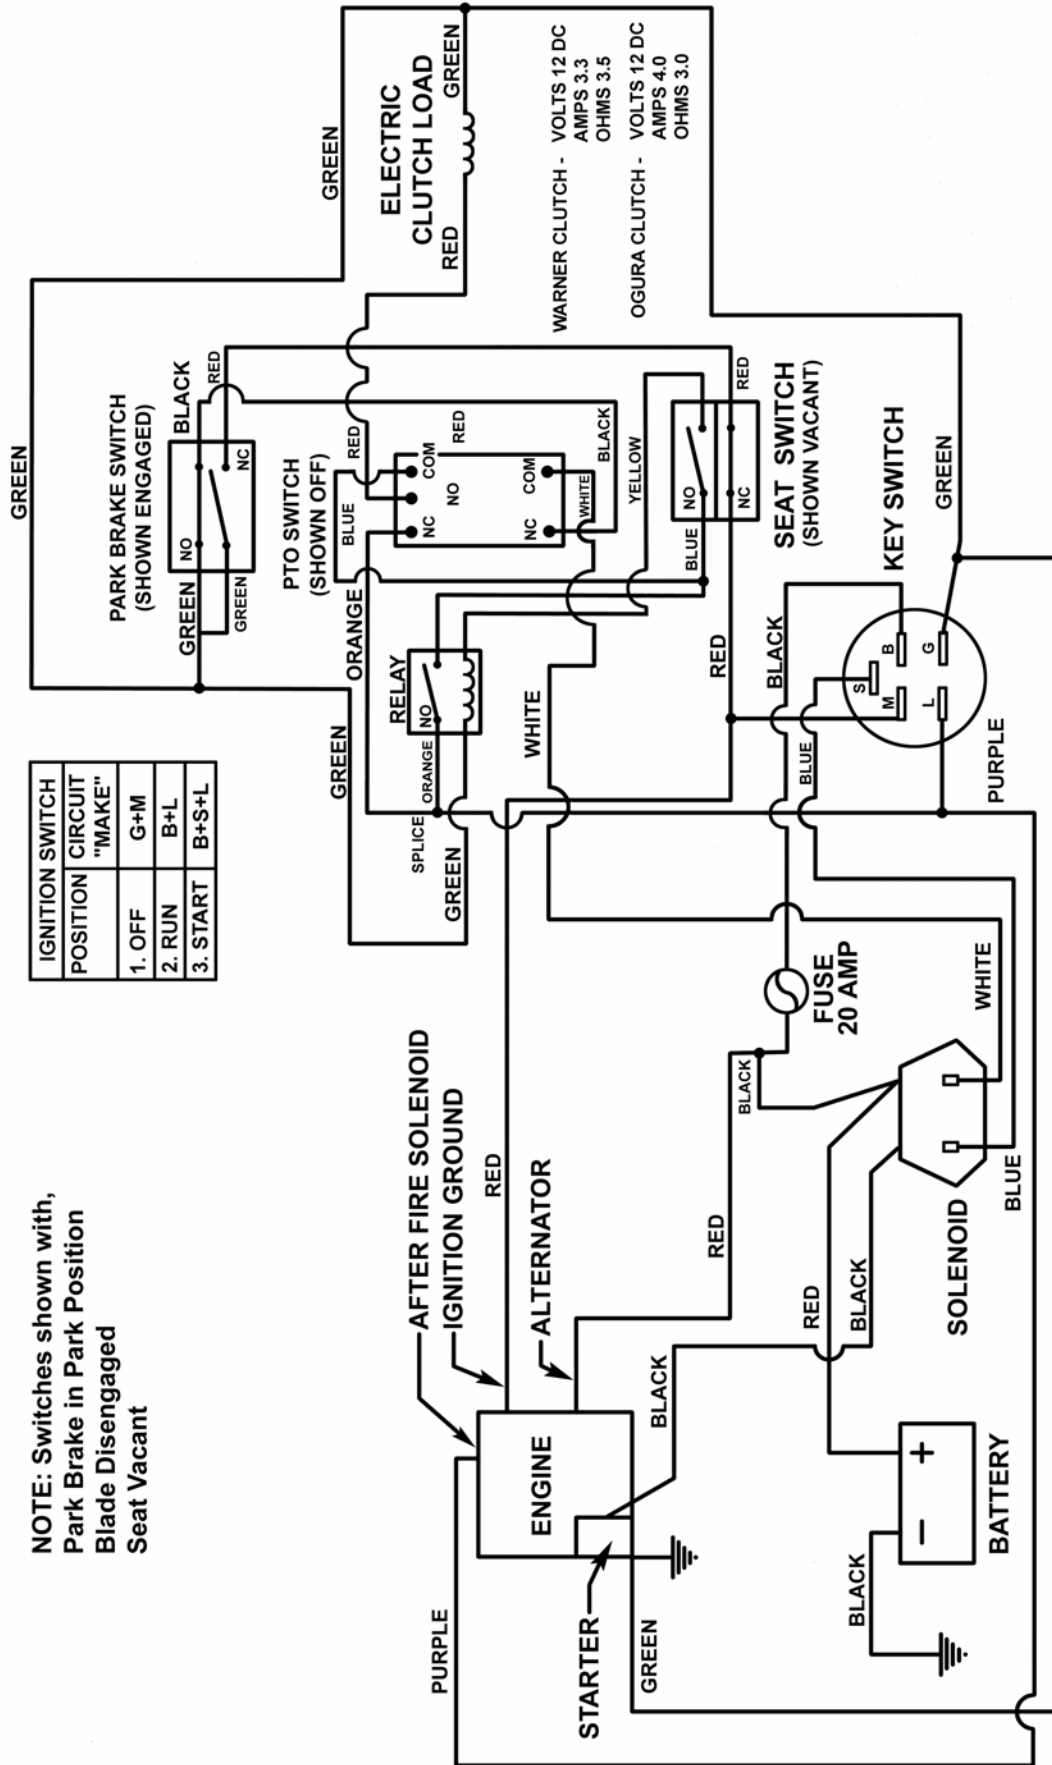 NOTE: Switches shown with,
Park Brake in Park Position
Blade Disengaged
Seat Vacant
IGNITION SWITCH
POSITION CIRCUIT "MAKE"
1. OFF G+M
2. RUN B+L
3. START B+S+L
GREEN
PARK BRAKE SWITCH
(SHOWN ENGAGED)
NO
NC
BLACK
RED
GREEN
GREEN
GREEN
GREEN
ELECTRIC
CLUTCH LOAD
RED
GREEN
PTO SWITCH
(SHOWN OFF)
BLUE
RED
COM
NO
NC
RED
COM
NC
WHITE
BLACK
ORANGE
RELAY
NO
ORANGE
SPLICE
GREEN
WARNER CLUTCH - VOLTS 12 DC
AMPS 3.3
OHMS 3.5
OGURA CLUTCH - VOLTS 12 DC
AMPS 4.0
OHMS 3.0
YELLOW
NO
NC
BLUE
RED
SEAT SWITCH
(SHOWN VACANT)
WHITE
RED
BLACK
BLUE
KEY SWITCH
S
B
M
G
L
GREEN
PURPLE
AFTER FIRE SOLENOID
IGNITION GROUND
RED
ALTERNATOR
RED
BLACK
FUSE
20 AMP
WHITE
BLUE
SOLENOID
RED
BLACK
BLACK
ENGINE
PURPLE
STARTER
GREEN
+
−
BATTERY
BLACK